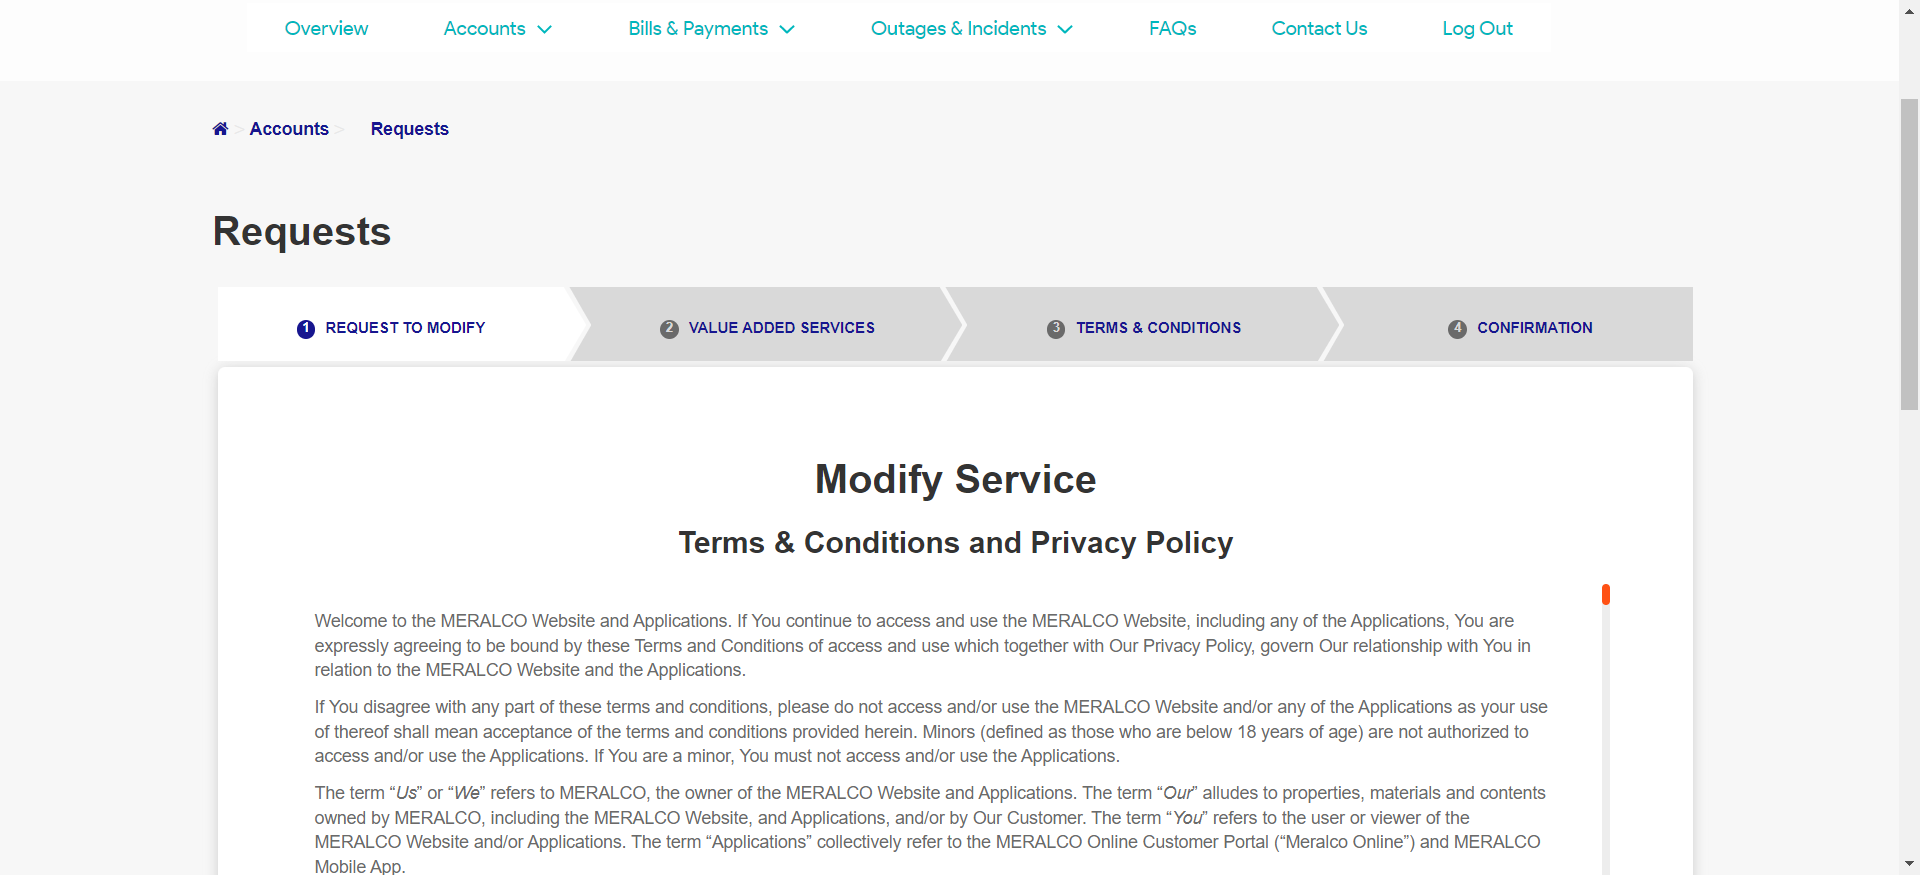 Overview Accounts Bills & Payments Outages & Incidents FAQs Contact Us Log Out
> Accounts > Requests
Requests
1 REQUEST TO MODIFY 2 VALUE ADDED SERVICES 3 TERMS & CONDITIONS 4 CONFIRMATION
Modify Service
Terms & Conditions and Privacy Policy
Welcome to the MERALCO Website and Applications. If You continue to access and use the MERALCO Website, including any of the Applications, You are
expressly agreeing to be bound by these Terms and Conditions of access and use which together with Our Privacy Policy, govern Our relationship with You in
relation to the MERALCO Website and the Applications.
If You disagree with any part of these terms and conditions, please do not access and/or use the MERALCO Website and/or any of the Applications as your use
of thereof shall mean acceptance of the terms and conditions provided herein. Minors (defined as those who are below 18 years of age) are not authorized to
access and/or use the Applications. If You are a minor, You must not access and/or use the Applications.
The term “Us” or “We” refers to MERALCO, the owner of the MERALCO Website and Applications. The term “Our” alludes to properties, materials and contents
owned by MERALCO, including the MERALCO Website, and Applications, and/or by Our Customer. The term “You” refers to the user or viewer of the
MERALCO Website and/or Applications. The term “Applications” collectively refer to the MERALCO Online Customer Portal (“Meralco Online”) and MERALCO
Mobile App.